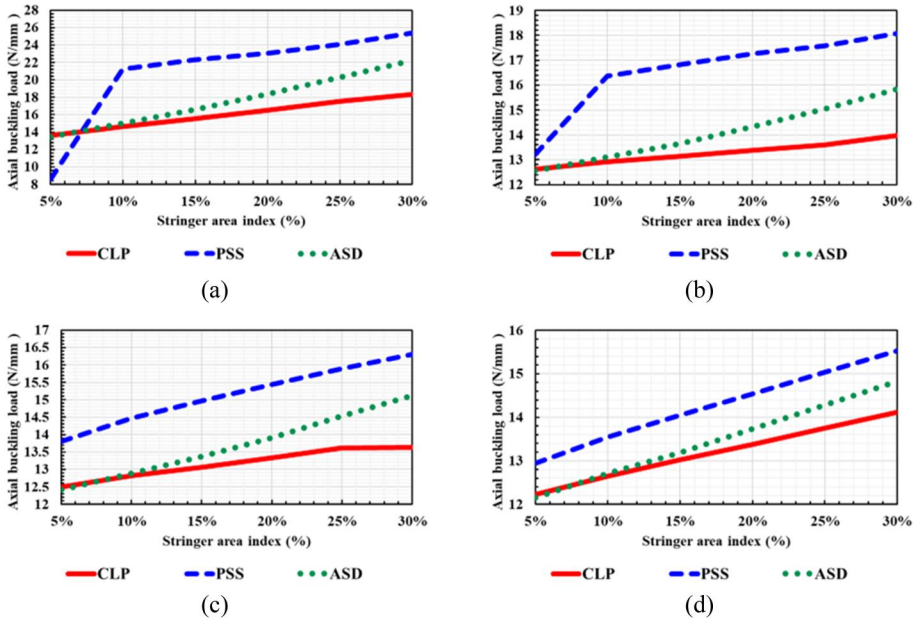 Axial buckling load (N/mm )
28
26
24
22
20
18
16
14
12
10
8
5% 10% 15% 20% 25% 30%
Stringer area index (%)
CLP PSS ASD
(a)
Axial buckling load (N/mm )
19
18
17
16
15
14
13
12
5% 10% 15% 20% 25% 30%
Stringer area index (%)
CLP PSS ASD
(b)
Axial buckling load (N/mm )
17
16.5
16
15.5
15
14.5
14
13.5
13
12.5
12
5% 10% 15% 20% 25% 30%
Stringer area index (%)
CLP PSS ASD
(c)
Axial buckling load (N/mm )
16
15
14
13
12
5% 10% 15% 20% 25% 30%
Stringer area index (%)
CLP PSS ASD
(d)